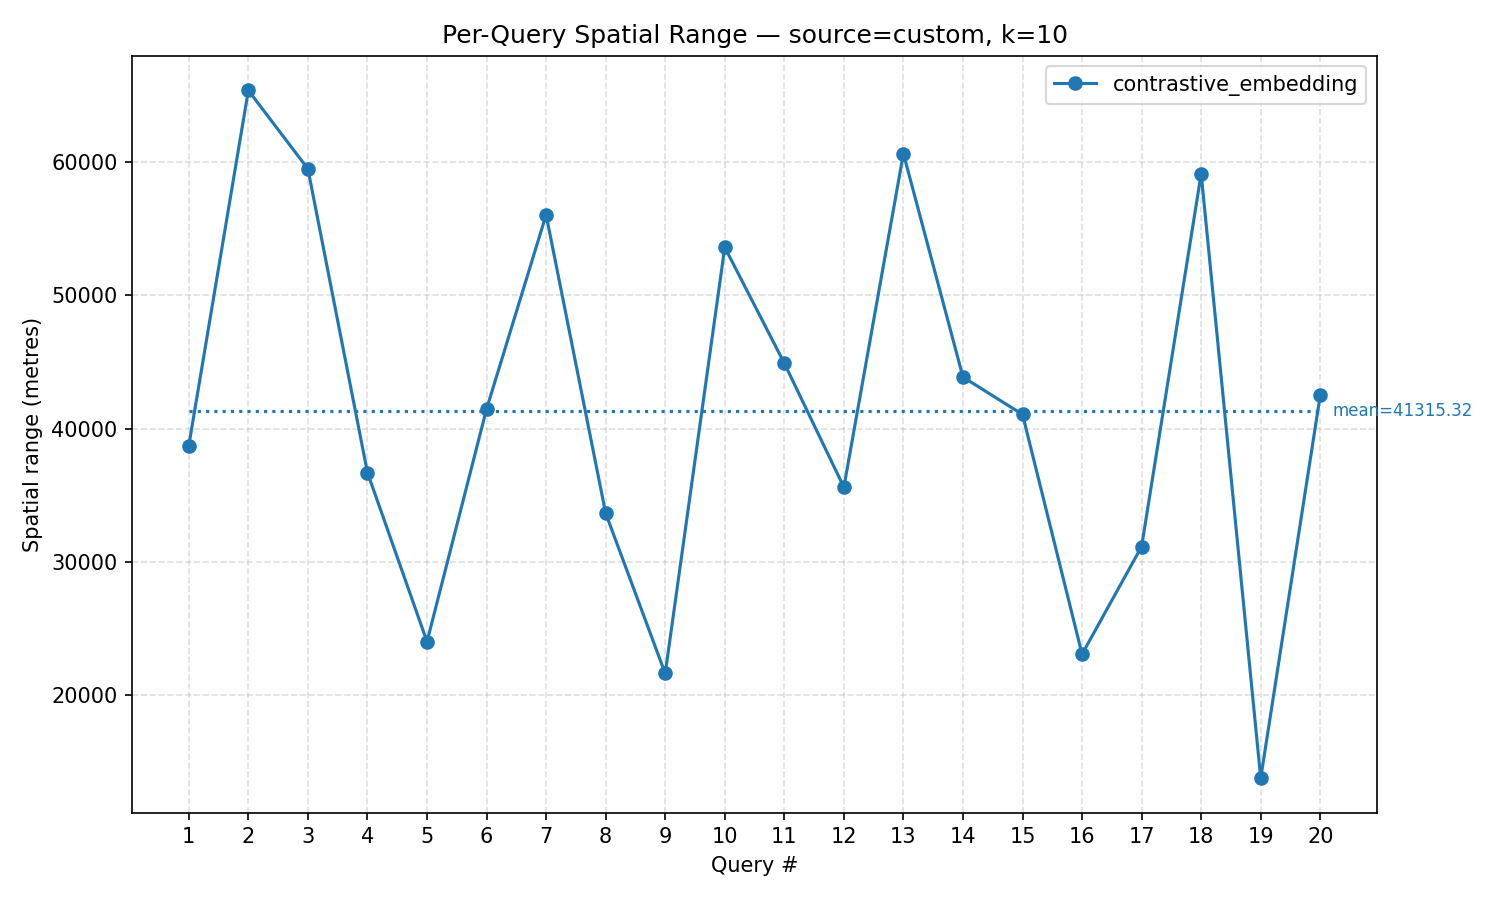 Per-Query Spatial Range — source=custom, k=10
contrastive_embedding
Spatial range (metres)
60000
50000
40000
30000
20000
mean=41315.32
1 2 3 4 5 6 7 8 9 10 11 12 13 14 15 16 17 18 19 20
Query #